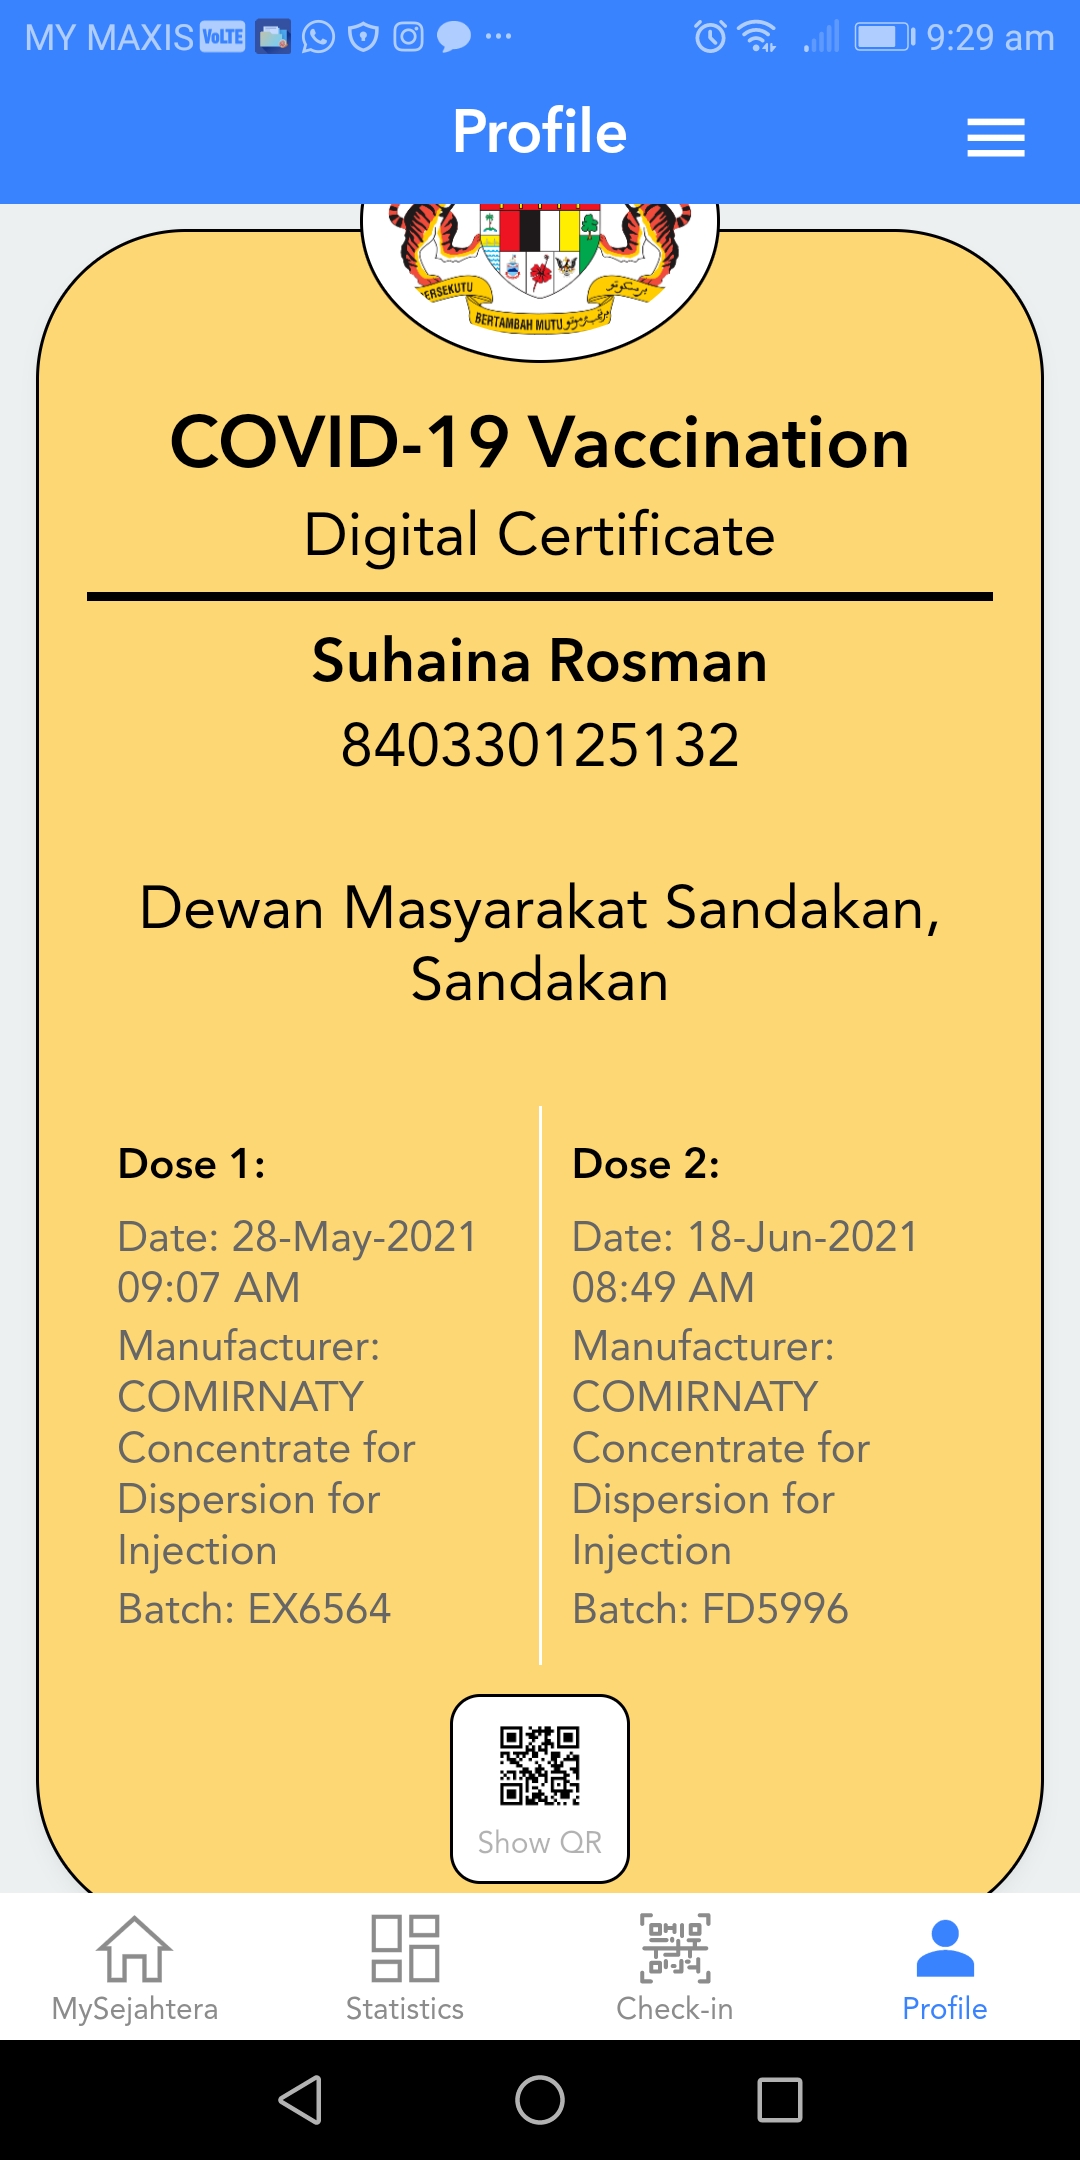 MY MAXIS VoLTE 9:29 am
Profile
ERSEKUTU
برسكوتو
BERTAMBAH MUTU
COVID-19 Vaccination
Digital Certificate
Suhaina Rosman
840330125132
Dewan Masyarakat Sandakan,
Sandakan
Dose 1:
Date: 28-May-2021
09:07 AM
Manufacturer:
COMIRNATY
Concentrate for
Dispersion for
Injection
Batch: EX6564
Dose 2:
Date: 18-Jun-2021
08:49 AM
Manufacturer:
COMIRNATY
Concentrate for
Dispersion for
Injection
Batch: FD5996
Show QR
MySejahtera
Statistics
Check-in
Profile